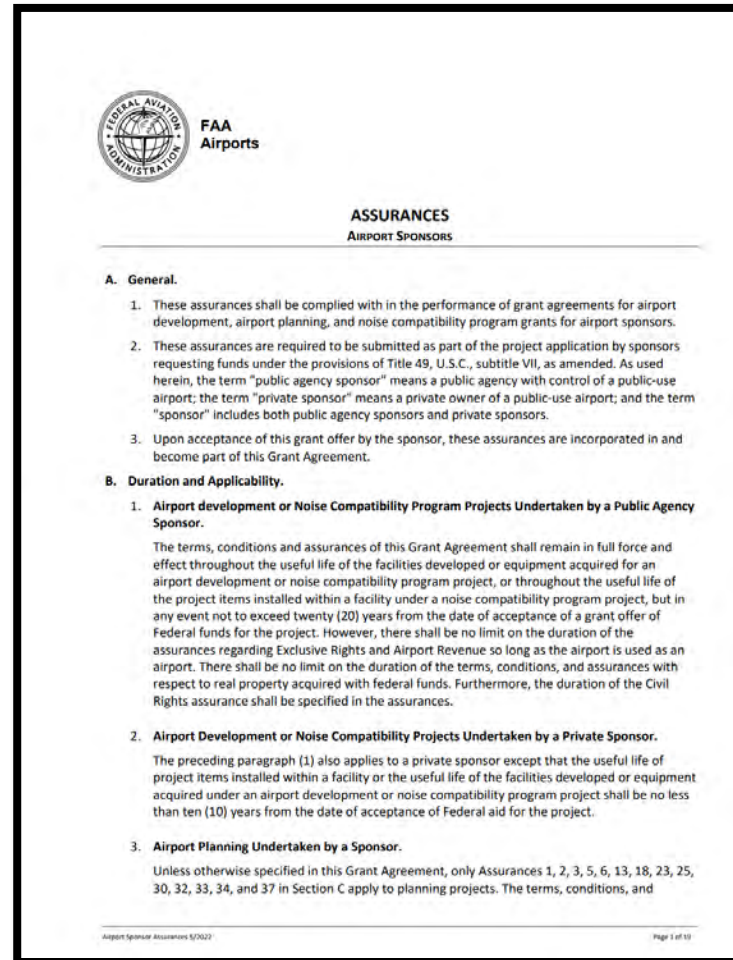 FEDERAL AVIATION
ADMINISTRATION
FAA
Airports
ASSURANCES
AIRPORT SPONSORS
A. General.
1. These assurances shall be complied with in the performance of grant agreements for airport
development, airport planning, and noise compatibility program grants for airport sponsors.
2. These assurances are required to be submitted as part of the project application by sponsors
requesting funds under the provisions of Title 49, U.S.C., subtitle VII, as amended. As used
herein, the term "public agency sponsor" means a public agency with control of a public-use
airport; the term "private sponsor" means a private owner of a public-use airport; and the term
"sponsor" includes both public agency sponsors and private sponsors.
3. Upon acceptance of this grant offer by the sponsor, these assurances are incorporated in and
become part of this Grant Agreement.
B. Duration and Applicability.
1. Airport development or Noise Compatibility Program Projects Undertaken by a Public Agency
Sponsor.
The terms, conditions and assurances of this Grant Agreement shall remain in full force and
effect throughout the useful life of the facilities developed or equipment acquired for an
airport development or noise compatibility program project, or throughout the useful life of
the project items installed within a facility under a noise compatibility program project, but in
any event not to exceed twenty (20) years from the date of acceptance of a grant offer of
Federal funds for the project. However, there shall be no limit on the duration of the
assurances regarding Exclusive Rights and Airport Revenue so long as the airport is used as an
airport. There shall be no limit on the duration of the terms, conditions, and assurances with
respect to real property acquired with federal funds. Furthermore, the duration of the Civil
Rights assurance shall be specified in the assurances.
2. Airport Development or Noise Compatibility Projects Undertaken by a Private Sponsor.
The preceding paragraph (1) also applies to a private sponsor except that the useful life of
project items installed within a facility or the useful life of the facilities developed or equipment
acquired under an airport development or noise compatibility program project shall be no less
than ten (10) years from the date of acceptance of Federal aid for the project.
3. Airport Planning Undertaken by a Sponsor.
Unless otherwise specified in this Grant Agreement, only Assurances 1, 2, 3, 5, 6, 13, 18, 23, 25,
30, 32, 33, 34, and 37 in Section C apply to planning projects. The terms, conditions, and
Airport Sponsor Assurances 5/2022
Page 1 of 19